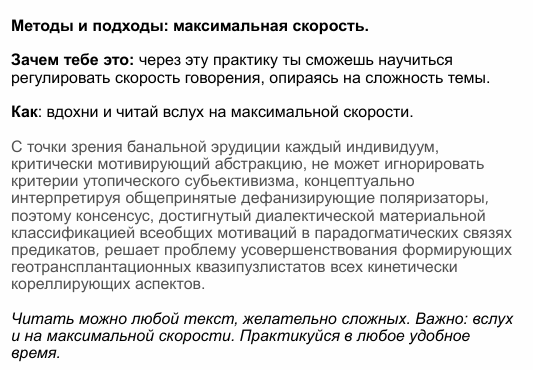 Методы и подходы: максимальная скорость.
Зачем тебе это: через эту практику ты сможешь научиться
регулировать скорость говорения, опираясь на сложность темы.
Как: вдохни и читай вслух на максимальной скорости.
С точки зрения банальной эрудиции каждый индивидуум,
критически мотивирующий абстракцию, не может игнорировать
критерии утопического субьективизма, концептуально
интерпретируя общепринятые дефанизирующие поляризаторы,
поэтому консенсус, достигнутый диалектической материальной
классификацией всеобщих мотиваций в парадогматических связях
предикатов, решает проблему усовершенствования формирующих
геотрансплантационных квазипузлистатов всех кинетически
кореллирующих аспектов.
Читать можно любой текст, желательно сложных. Важно: вслух
и на максимальной скорости. Практикуйся в любое удобное
время.